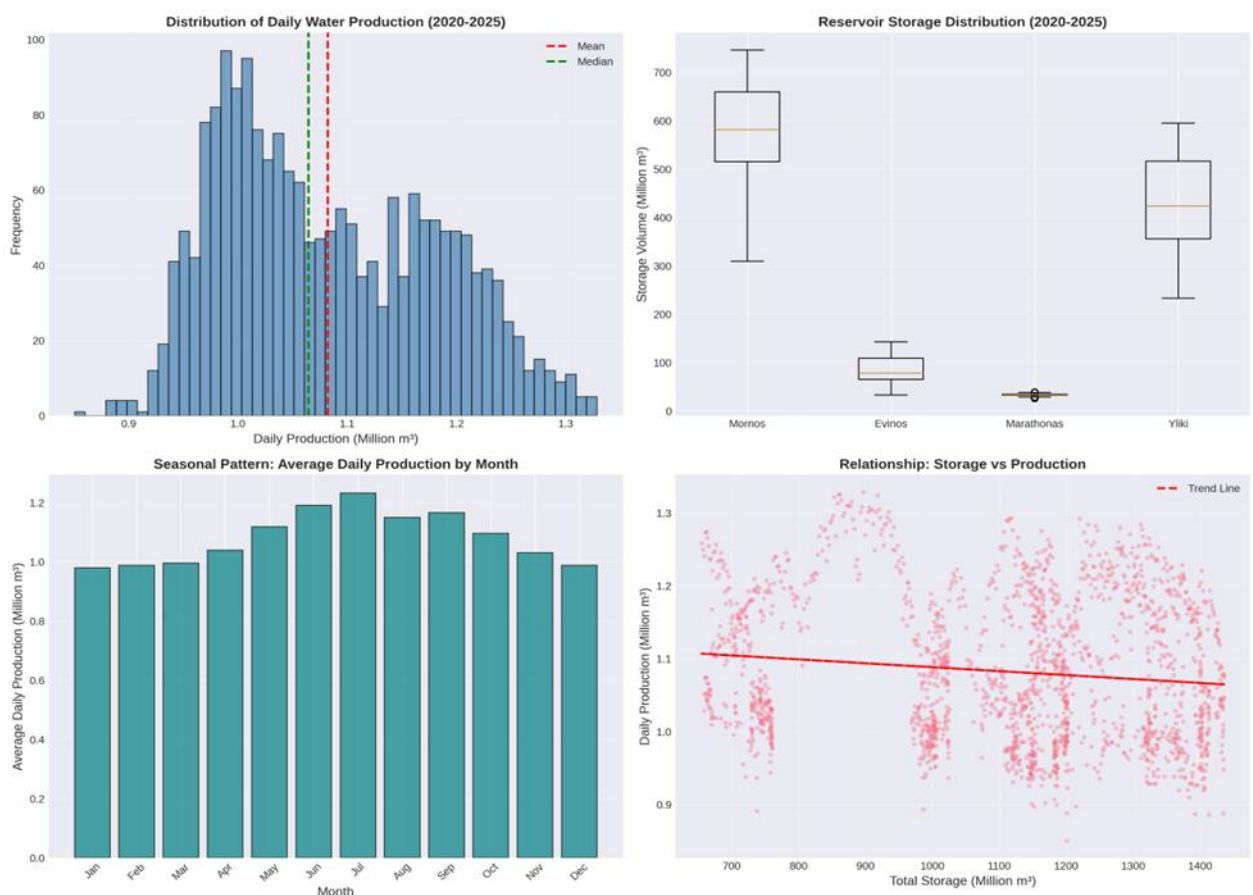 Distribution of Daily Water Production (2020-2025)
Mean
Median
100
80
60
40
20
0
Frequency
0.9
1.0
1.1
1.2
1.3
Daily Production (Million m³)
Reservoir Storage Distribution (2020-2025)
700
600
500
400
300
200
100
0
Storage Volume (Million m³)
Mornos
Evinos
Marathonas
Yliki
Seasonal Pattern: Average Daily Production by Month
1.2
1.0
0.8
0.6
0.4
0.2
0.0
Average Daily Production (Million m³)
Jan
Feb
Mar
Apr
May
Jun
Jul
Aug
Sep
Oct
Nov
Dec
Month
Relationship: Storage vs Production
Trend Line
1.3
1.2
1.1
1.0
0.9
Daily Production (Million m³)
700
800
900
1000
1100
1200
1300
1400
Total Storage (Million m³)